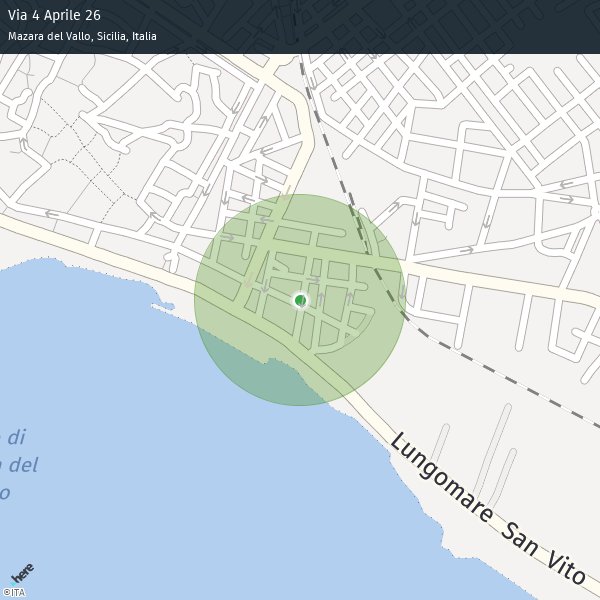 Via 4 Aprile 26
Mazara del Vallo, Sicilia, Italia
di
del
Lungomare San Vito
here
©ITA